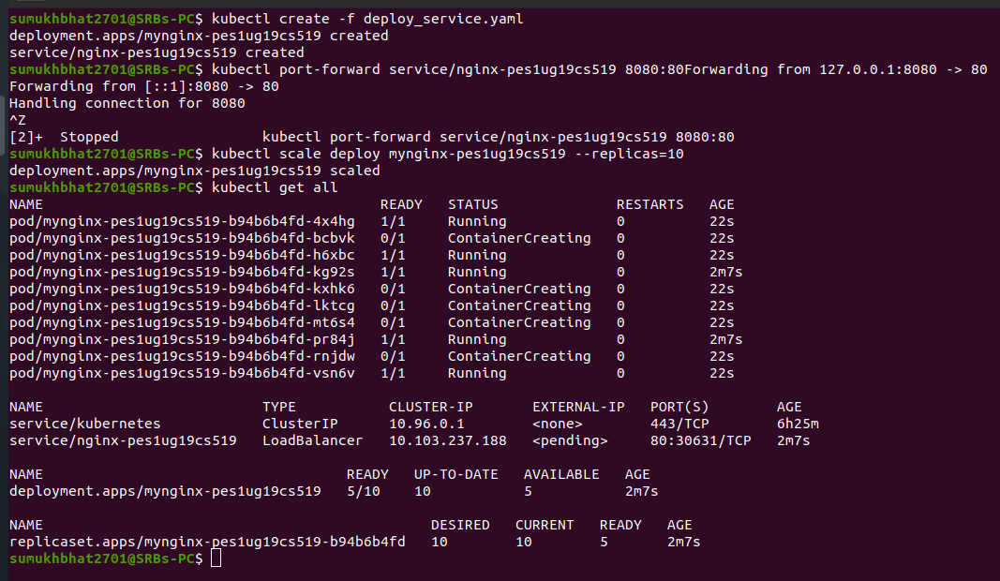 sumukhbhat2701@SRBs-PC$ kubectl create -f deploy_service.yaml
deployment.apps/mynginx-pes1ug19cs519 created
service/nginx-pes1ug19cs519 created
sumukhbhat2701@SRBs-PC$ kubectl port-forward service/nginx-pes1ug19cs519 8080:80Forwarding from 127.0.0.1:8080 -> 80
Forwarding from [::1]:8080 -> 80
Handling connection for 8080
^Z
[2]+  Stopped                 kubectl port-forward service/nginx-pes1ug19cs519 8080:80
sumukhbhat2701@SRBs-PC$ kubectl scale deploy mynginx-pes1ug19cs519 --replicas=10
deployment.apps/mynginx-pes1ug19cs519 scaled
sumukhbhat2701@SRBs-PC$ kubectl get all
NAME                                        READY   STATUS              RESTARTS   AGE
pod/mynginx-pes1ug19cs519-b94b6b4fd-4x4hg   1/1     Running             0          22s
pod/mynginx-pes1ug19cs519-b94b6b4fd-bcbvk   0/1     ContainerCreating   0          22s
pod/mynginx-pes1ug19cs519-b94b6b4fd-h6xbc   1/1     Running             0          22s
pod/mynginx-pes1ug19cs519-b94b6b4fd-kg92s   1/1     Running             0          2m7s
pod/mynginx-pes1ug19cs519-b94b6b4fd-kxhk6   0/1     ContainerCreating   0          22s
pod/mynginx-pes1ug19cs519-b94b6b4fd-lktcg   0/1     ContainerCreating   0          22s
pod/mynginx-pes1ug19cs519-b94b6b4fd-mt6s4   0/1     ContainerCreating   0          22s
pod/mynginx-pes1ug19cs519-b94b6b4fd-pr84j   1/1     Running             0          2m7s
pod/mynginx-pes1ug19cs519-b94b6b4fd-rnjdw   0/1     ContainerCreating   0          22s
pod/mynginx-pes1ug19cs519-b94b6b4fd-vsn6v   1/1     Running             0          22s

NAME                          TYPE           CLUSTER-IP       EXTERNAL-IP   PORT(S)        AGE
service/kubernetes            ClusterIP      10.96.0.1        <none>        443/TCP        6h25m
service/nginx-pes1ug19cs519   LoadBalancer   10.103.237.188   <pending>     80:30631/TCP   2m7s

NAME                                    READY   UP-TO-DATE   AVAILABLE   AGE
deployment.apps/mynginx-pes1ug19cs519   5/10    10           5           2m7s

NAME                                              DESIRED   CURRENT   READY   AGE
replicaset.apps/mynginx-pes1ug19cs519-b94b6b4fd   10        10        5       2m7s
sumukhbhat2701@SRBs-PC$